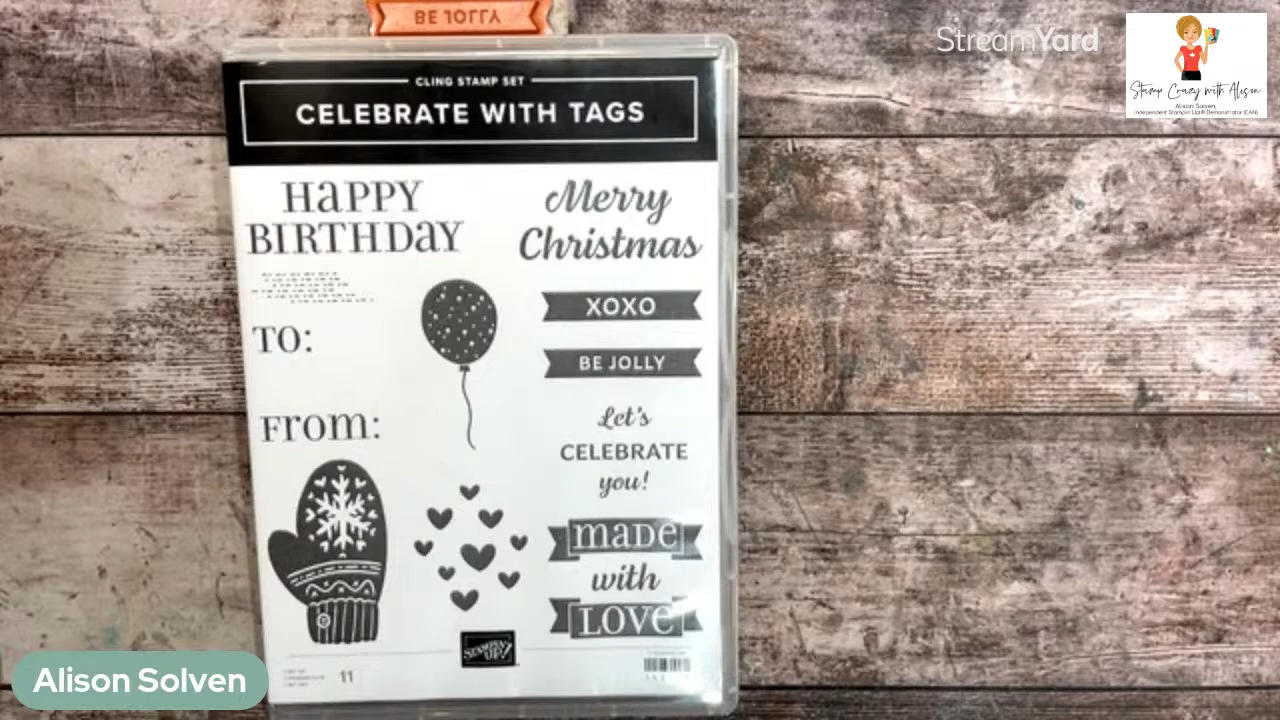 BE JOLLY
StreamYard
Stamp Crazy with Alison
Alison Solven,
Independent Stampin' Up!® Demonstrator (CAN)
CLING STAMP SET
CELEBRATE WITH TAGS
HaPPY
BIRTHDaY
Merry
Christmas
XOXO
TO:
BE JOLLY
From:
Let's
CELEBRATE
you!
maDe
with
LOVe
STAMPIN' UP!
11
Alison Solven